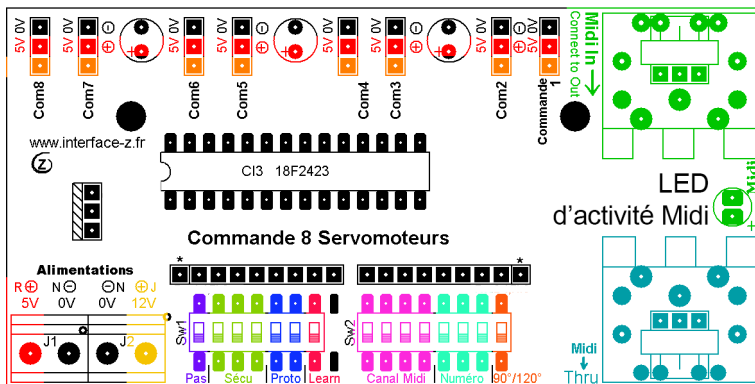 5V 0V
5V 0V
5V 0V
5V 0V
5V 0V
5V 0V
5V 0V
5V 0V
Com8
Com7
Com6
Com5
Com4
Com3
Com2
Commande 1
Midi In
Connect to Out
www.interface-z.fr
Z
CI3 18F2423
LED
d'activité Midi
Midi
+
Commande 8 Servomoteurs
* *
Alimentations
R⊕ N⊖ ⊖N ⊕J
5V 0V 0V 12V
J1 J2
Sw1
Sw2
Pas Sécu Proto Learn
Canal Midi Numéro 90°/120°
Midi
Thru